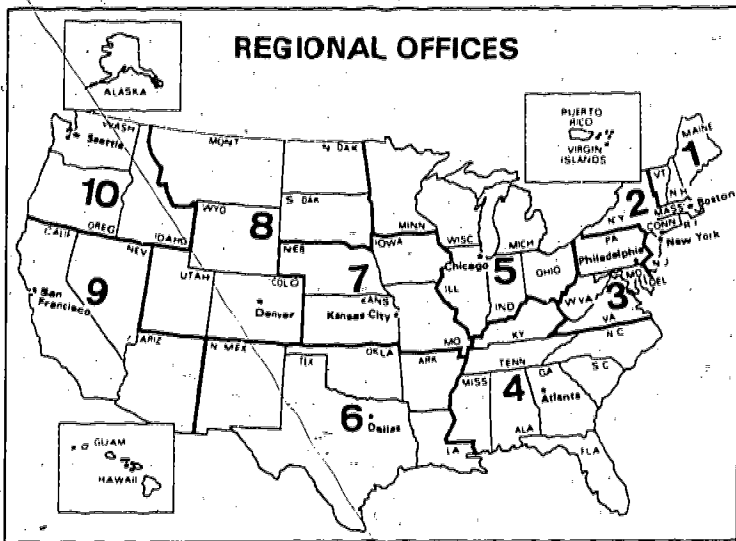 REGIONAL OFFICES
ALASKA
PUERTO
RICO
VIRGIN
ISLANDS
MAINE
1
WASH
Seattle
MONT
N DAK
VT
NH
10
2
MASS
Boston
8
S DAK
WYO
MINN
N Y
CONN
R I
OREG
IDAHO
WISC
MICH
PA
New York
CALIF
NEV
NEB
IOWA
Chicago
Philadelphia
N J
7
5
OHIO
MD
DEL
UTAH
COLO
ILL
9
San
Francisco
KANS
IND
W VA
3
Denver
Kansas City
VA
MO
KY
N C
ARIZ
N MEX
TEX
OKLA
ARK
TENN
S C
MISS
GA
4
Atlanta
6
Dallas
ALA
GUAM
LA
FLA
HAWAII